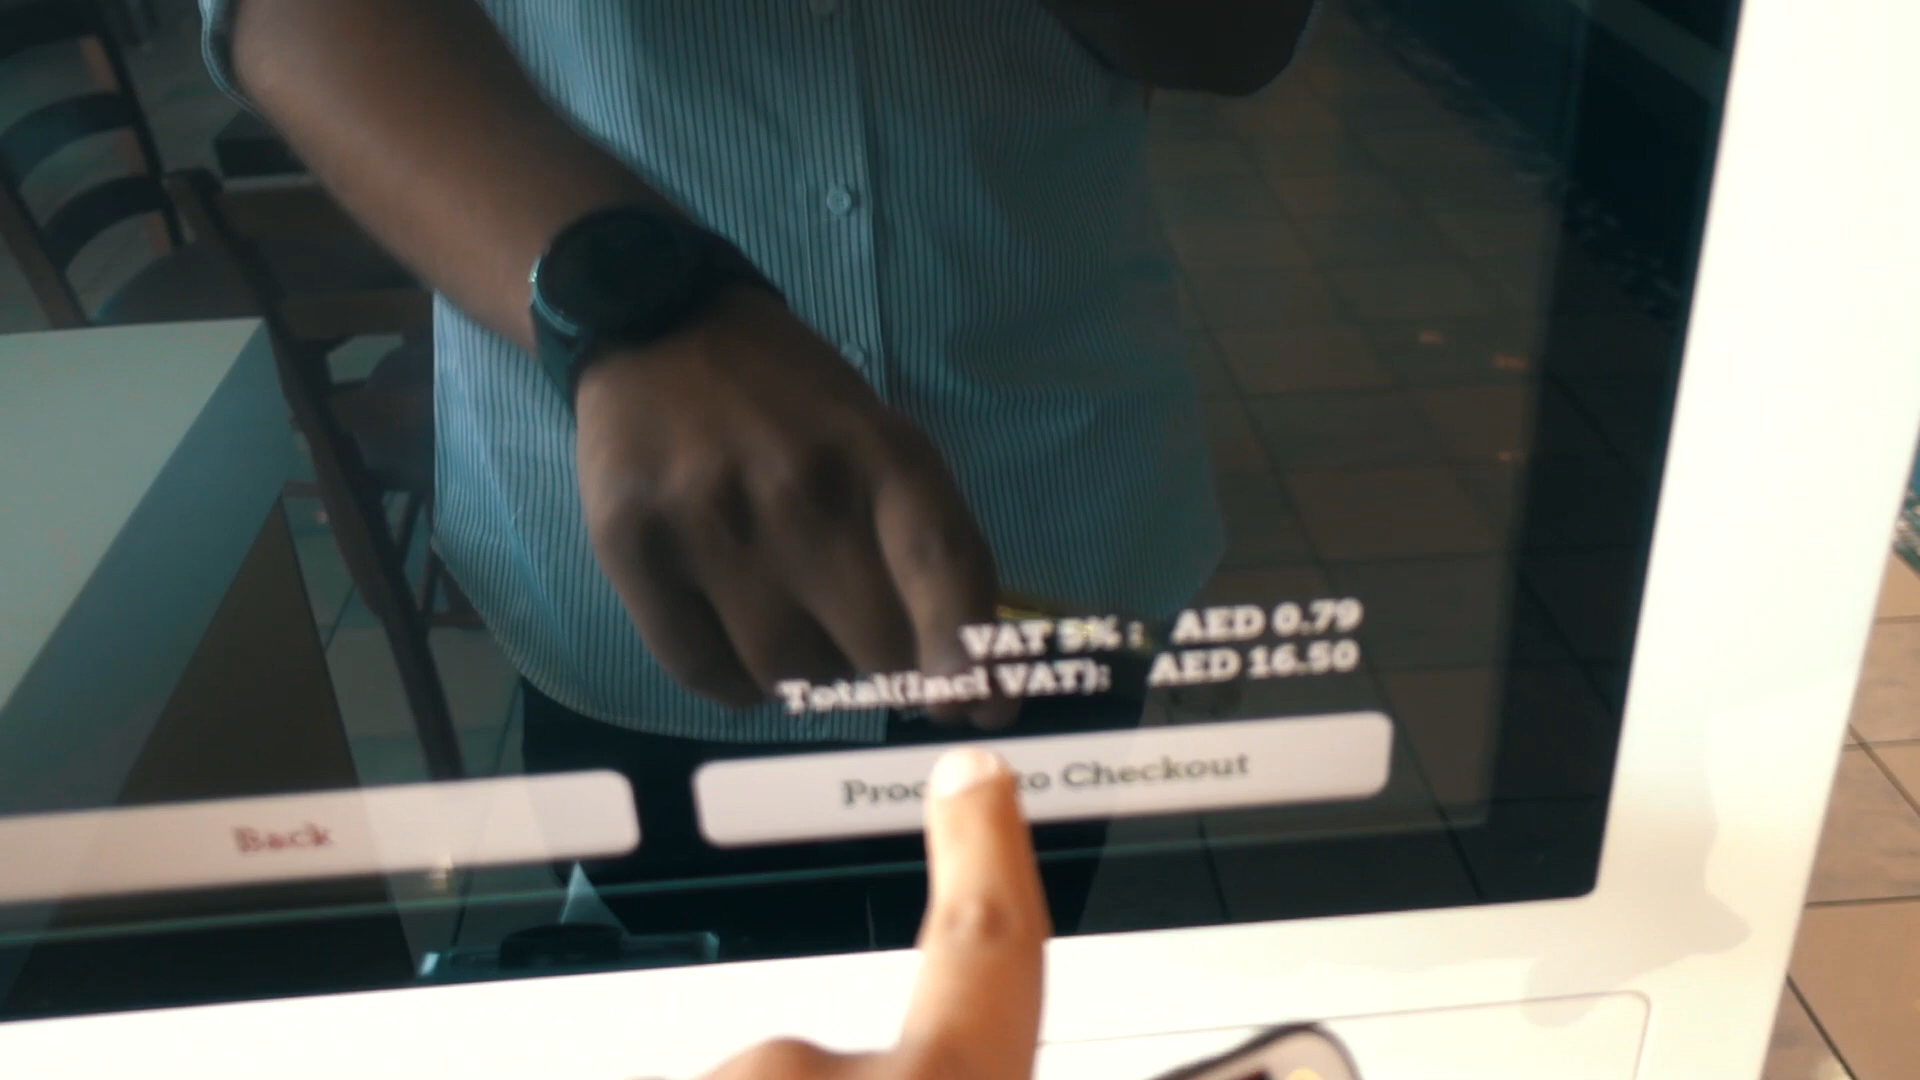 VAT 5% : AED 0.79
Total(Incl VAT): AED 16.50
Back
Proc to Checkout